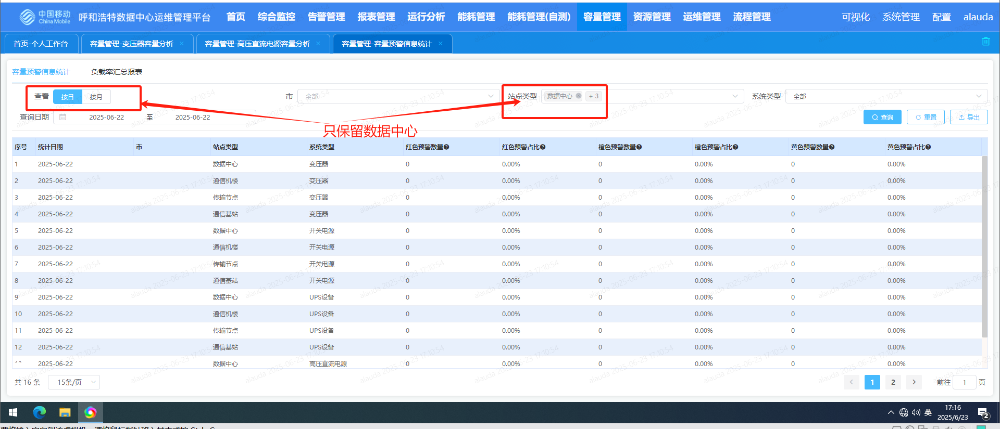 中国移动 China Mobile 呼和浩特数据中心运维管理平台 首页 综合监控 告警管理 报表管理 运行分析 能耗管理 能耗管理(自测) 容量管理 资源管理 运维管理 流程管理 可视化 系统管理 配置 alauda
首页-个人工作台 容量管理-变压器容量分析 × 容量管理-高压直流电源容量分析 × 容量管理-容量预警信息统计 ×
容量预警信息统计 负载率汇总报表
查看 按日 按月 市 全部 站点类型 数据中心 + 3 系统类型 全部
查询日期 2025-06-22 至 2025-06-22 查询 重置 导出
只保留数据中心
序号 统计日期 市 站点类型 系统类型 红色预警数量 红色预警占比 橙色预警数量 橙色预警占比 黄色预警数量 黄色预警占比
1 2025-06-22 数据中心 变压器 0 0.00% 0 0.00% 0 0.00%
2 2025-06-22 通信机楼 变压器 0 0.00% 0 0.00% 0 0.00%
3 2025-06-22 传输节点 变压器 0 0.00% 0 0.00% 0 0.00%
4 2025-06-22 通信基站 变压器 0 0.00% 0 0.00% 0 0.00%
5 2025-06-22 数据中心 开关电源 0 0.00% 0 0.00% 0 0.00%
6 2025-06-22 通信机楼 开关电源 0 0.00% 0 0.00% 0 0.00%
7 2025-06-22 传输节点 开关电源 0 0.00% 0 0.00% 0 0.00%
8 2025-06-22 通信基站 开关电源 0 0.00% 0 0.00% 0 0.00%
9 2025-06-22 数据中心 UPS设备 0 0.00% 0 0.00% 0 0.00%
10 2025-06-22 通信机楼 UPS设备 0 0.00% 0 0.00% 0 0.00%
11 2025-06-22 传输节点 UPS设备 0 0.00% 0 0.00% 0 0.00%
12 2025-06-22 通信基站 UPS设备 0 0.00% 0 0.00% 0 0.00%
2025-06-22 数据中心 高压直流电源 0 0.00% 0 0.00% 0 0.00%
共 16 条 15条/页 1 2 前往 1 页
alauda 2025-06-23 17:10:54
英 17:16
2025/6/23 2